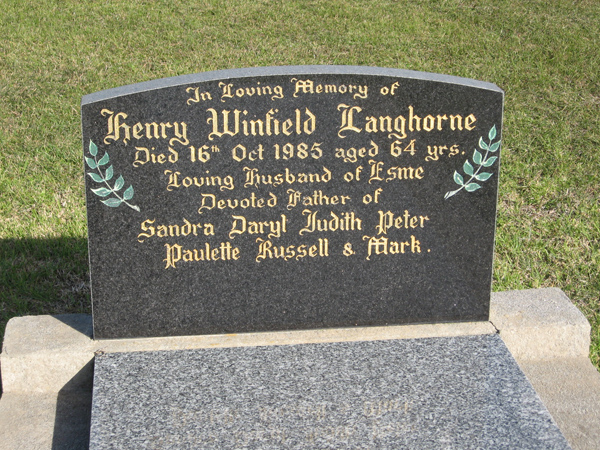 In Loving Memory of
Henry Winfield Langhorne
Died 16th Oct 1985 aged 64 yrs.
Loving Husband of Esme
Devoted Father of
Sandra Daryl Judith Peter
Paulette Russell & Mark.